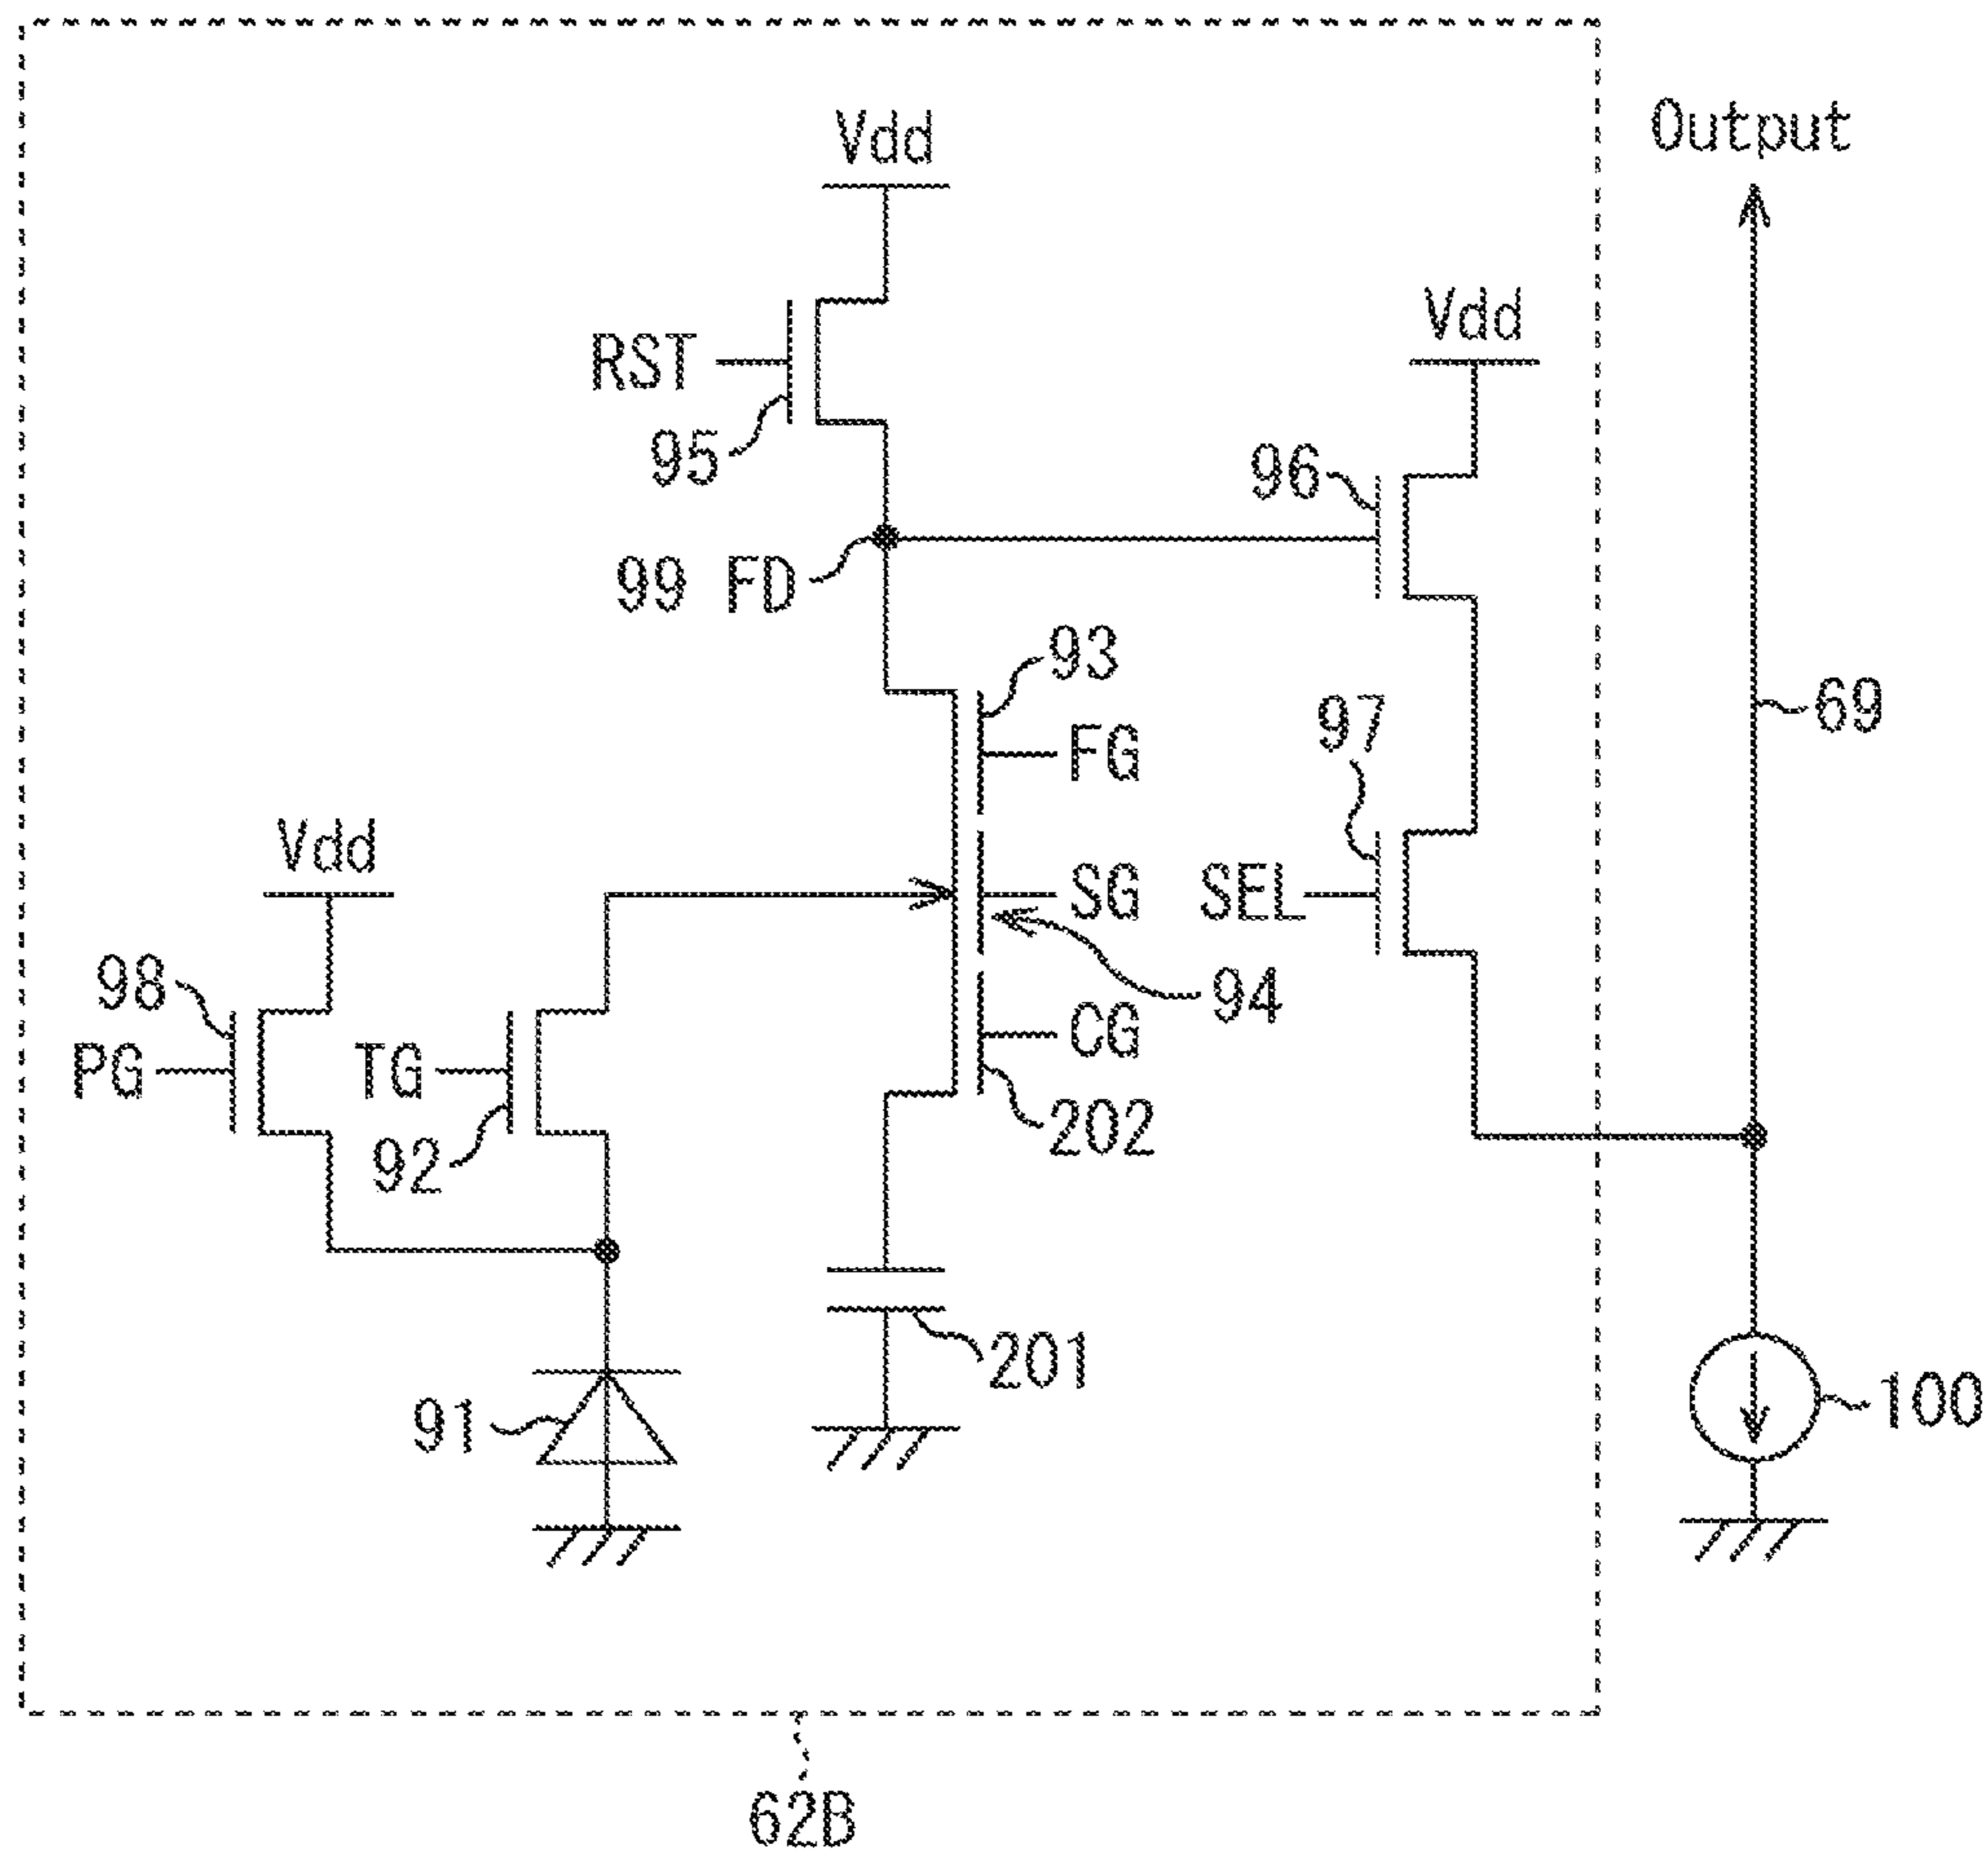 Vdd
Output
RST
95
Vdd
96
99 FD
93
FG
97
69
Vdd
SG
SEL
98
94
PG
TG
CG
92
202
201
91
100
62B